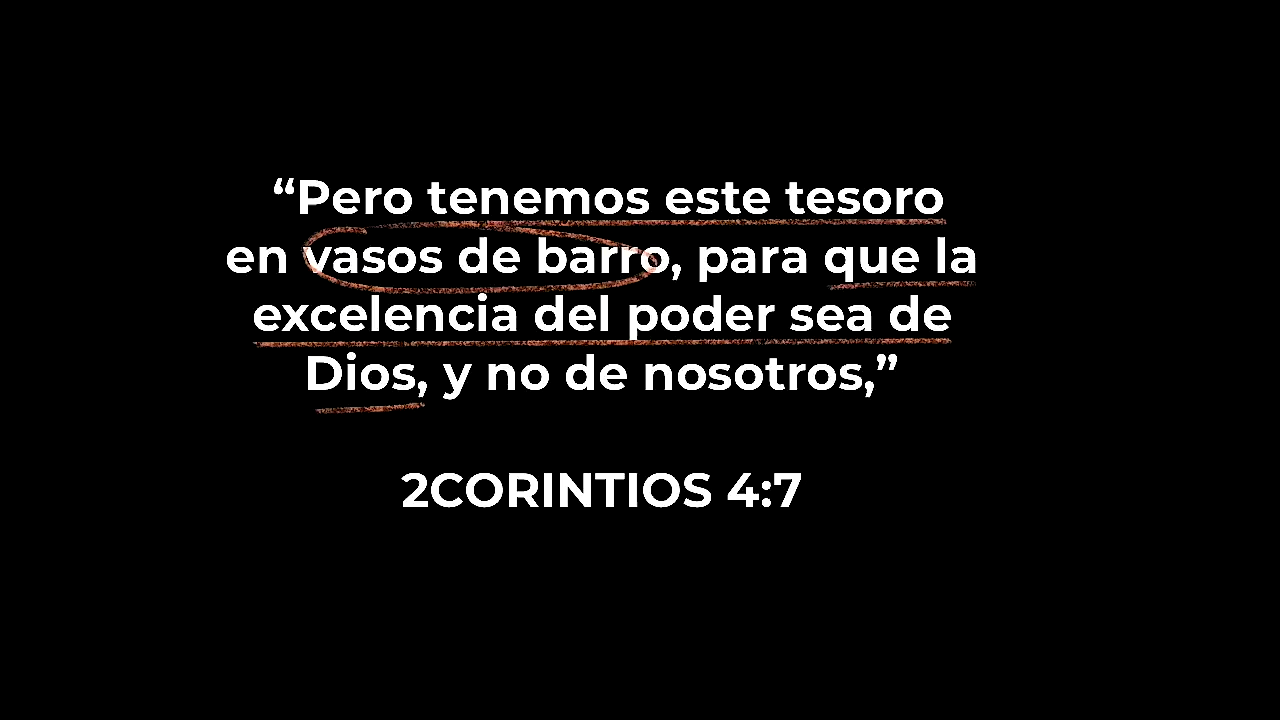 “Pero tenemos este tesoro
en vasos de barro, para que la
excelencia del poder sea de
Dios, y no de nosotros,”
2CORINTIOS 4:7